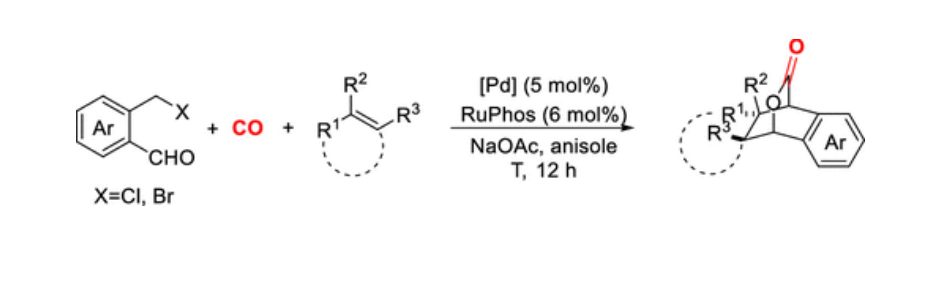 Ar
X
CHO
X=Cl, Br
+ CO +
R²
R¹
R³
[Pd] (5 mol%)
RuPhos (6 mol%)
NaOAc, anisole
T, 12 h
O
R²
O
R¹
R³
Ar